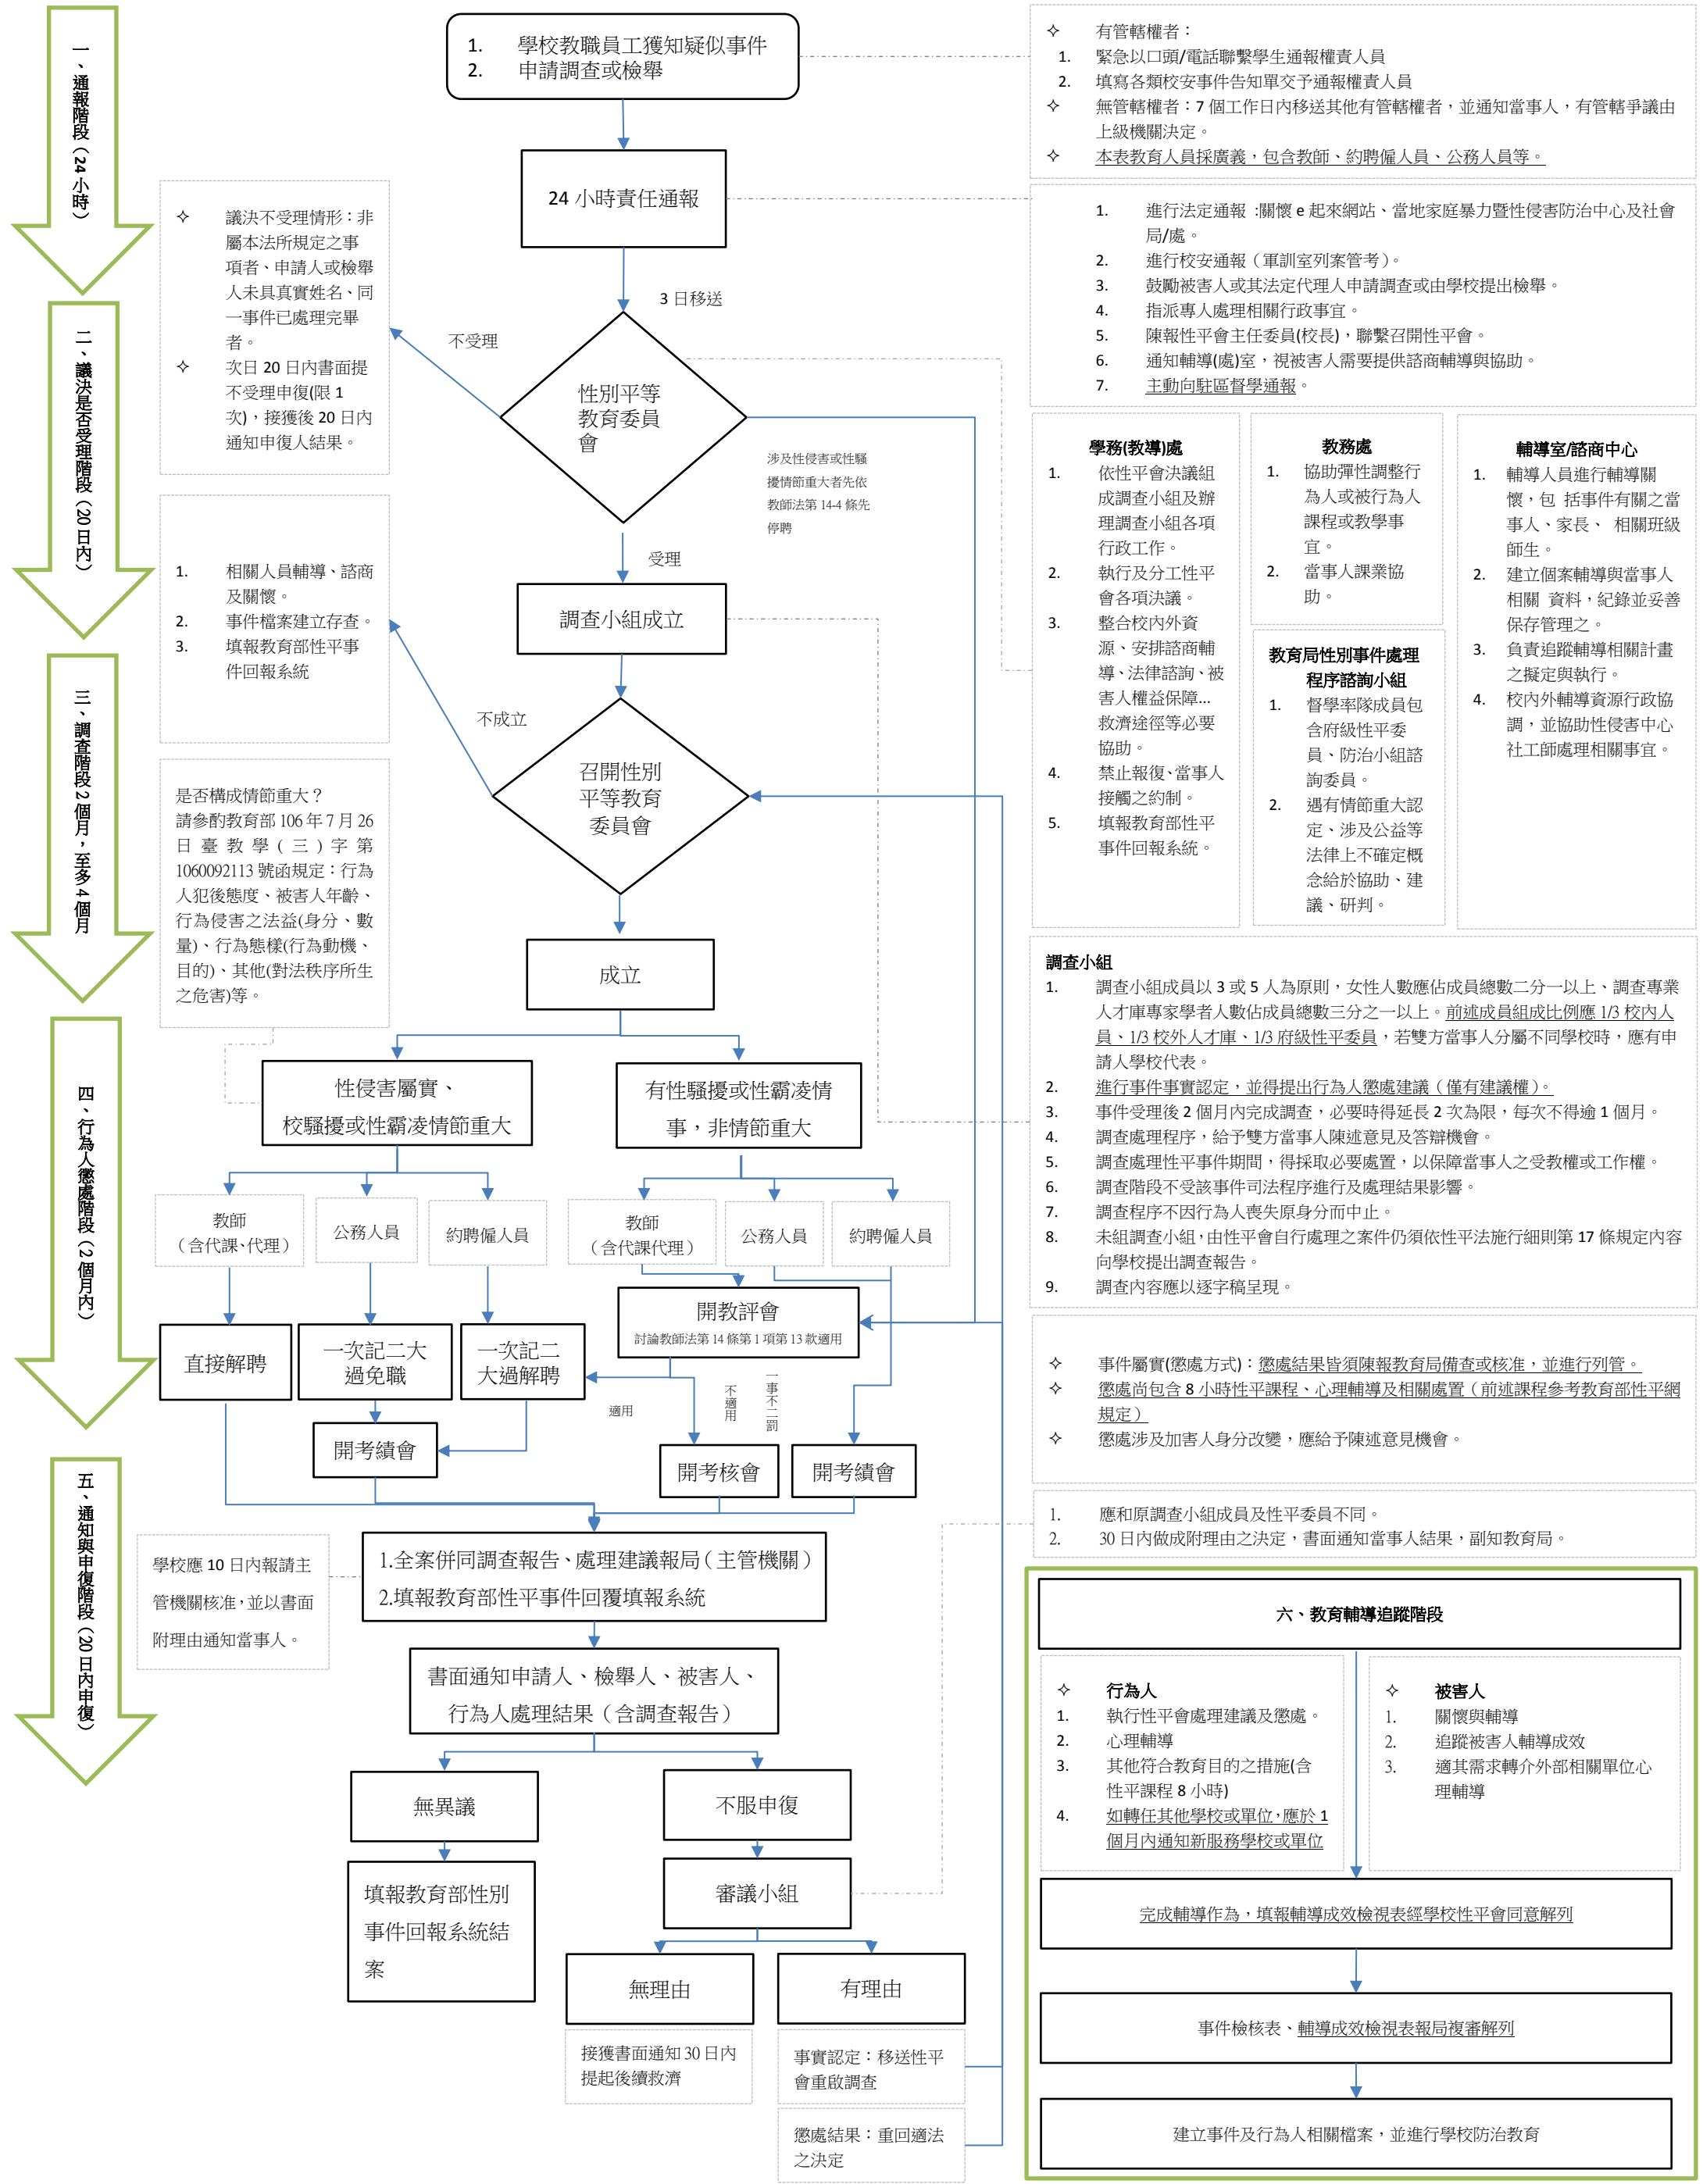 一、通報階段（24小時）
二、議決是否受理階段（20日內）
三、調查階段2個月，至多4個月
四、行為人懲處階段（2個月內）
五、通知與申復階段（20日內申復）
1. 學校教職員工獲知疑似事件
2. 申請調查或檢舉
24 小時責任通報
3 日移送
不受理
性別平等
教育委員
會
涉及性侵害或性騷
擾情節重大者先依
教師法第 14-4 條先
停聘
受理
調查小組成立
不成立
召開性別
平等教育
委員會
成立
✧ 議決不受理情形：非
屬本法所規定之事
項者、申請人或檢舉
人未具真實姓名、同
一事件已處理完畢
者。
✧ 次日 20 日內書面提
不受理申復(限 1
次)，接獲後 20 日內
通知申復人結果。
1. 相關人員輔導、諮商
及關懷。
2. 事件檔案建立存查。
3. 填報教育部性平事
件回報系統
是否構成情節重大？
請參酌教育部 106 年 7 月 26
日臺教學(三)字第
1060092113 號函規定：行為
人犯後態度、被害人年齡、
行為侵害之法益(身分、數
量)、行為態樣(行為動機、
目的)、其他(對法秩序所生
之危害)等。
性侵害屬實、
校騷擾或性霸凌情節重大
有性騷擾或性霸凌情
事，非情節重大
教師
（含代課、代理）
公務人員
約聘僱人員
教師
（含代課代理）
公務人員
約聘僱人員
直接解聘
一次記二大
過免職
一次記二
大過解聘
開教評會
討論教師法第 14 條第 1 項第 13 款適用
適用
不適用
一事不二罰
開考績會
開考核會
開考績會
學校應 10 日內報請主
管機關核准，並以書面
附理由通知當事人。
1.全案併同調查報告、處理建議報局（主管機關）
2.填報教育部性平事件回覆填報系統
書面通知申請人、檢舉人、被害人、
行為人處理結果（含調查報告）
無異議
不服申復
填報教育部性別
事件回報系統結
案
審議小組
無理由
有理由
接獲書面通知 30 日內
提起後續救濟
事實認定：移送性平
會重啟調查
懲處結果：重回適法
之決定
✧ 有管轄權者：
1. 緊急以口頭/電話聯繫學生通報權責人員
2. 填寫各類校安事件告知單交予通報權責人員
✧ 無管轄權者：7 個工作日內移送其他有管轄權者，並通知當事人，有管轄爭議由
上級機關決定。
✧ 本表教育人員採廣義，包含教師、約聘僱人員、公務人員等。
1. 進行法定通報 :關懷 e 起來網站、當地家庭暴力暨性侵害防治中心及社會
局/處。
2. 進行校安通報（軍訓室列案管考）。
3. 鼓勵被害人或其法定代理人申請調查或由學校提出檢舉。
4. 指派專人處理相關行政事宜。
5. 陳報性平會主任委員(校長)，聯繫召開性平會。
6. 通知輔導(處)室，視被害人需要提供諮商輔導與協助。
7. 主動向駐區督學通報。
學務(教導)處
1. 依性平會決議組
成調查小組及辦
理調查小組各項
行政工作。
2. 執行及分工性平
會各項決議。
3. 整合校內外資
源、安排諮商輔
導、法律諮詢、被
害人權益保障...
救濟途徑等必要
協助。
4. 禁止報復、當事人
接觸之約制。
5. 填報教育部性平
事件回報系統。
教務處
1. 協助彈性調整行
為人或被行為人
課程或教學事
宜。
2. 當事人課業協
助。
教育局性別事件處理
程序諮詢小組
1. 督學率隊成員包
含府級性平委
員、防治小組諮
詢委員。
2. 遇有情節重大認
定、涉及公益等
法律上不確定概
念給於協助、建
議、研判。
輔導室/諮商中心
1. 輔導人員進行輔導關
懷，包 括事件有關之當
事人、家長、 相關班級
師生。
2. 建立個案輔導與當事人
相關 資料，紀錄並妥善
保存管理之。
3. 負責追蹤輔導相關計畫
之擬定與執行。
4. 校內外輔導資源行政協
調，並協助性侵害中心
社工師處理相關事宜。
調查小組
1. 調查小組成員以 3 或 5 人為原則，女性人數應佔成員總數二分一以上、調查專業
人才庫專家學者人數佔成員總數三分之一以上。前述成員組成比例應 1/3 校內人
員、1/3 校外人才庫、1/3 府級性平委員，若雙方當事人分屬不同學校時，應有申
請人學校代表。
2. 進行事件事實認定，並得提出行為人懲處建議（僅有建議權）。
3. 事件受理後 2 個月內完成調查，必要時得延長 2 次為限，每次不得逾 1 個月。
4. 調查處理程序，給予雙方當事人陳述意見及答辯機會。
5. 調查處理性平事件期間，得採取必要處置，以保障當事人之受教權或工作權。
6. 調查階段不受該事件司法程序進行及處理結果影響。
7. 調查程序不因行為人喪失原身分而中止。
8. 未組調查小組，由性平會自行處理之案件仍須依性平法施行細則第 17 條規定內容
向學校提出調查報告。
9. 調查內容應以逐字稿呈現。
✧ 事件屬實(懲處方式)：懲處結果皆須陳報教育局備查或核准，並進行列管。
✧ 懲處尚包含 8 小時性平課程、心理輔導及相關處置（前述課程參考教育部性平網
規定）
✧ 懲處涉及加害人身分改變，應給予陳述意見機會。
1. 應和原調查小組成員及性平委員不同。
2. 30 日內做成附理由之決定，書面通知當事人結果，副知教育局。
六、教育輔導追蹤階段
✧ 行為人
1. 執行性平會處理建議及懲處。
2. 心理輔導
3. 其他符合教育目的之措施(含
性平課程 8 小時)
4. 如轉任其他學校或單位，應於 1
個月內通知新服務學校或單位
✧ 被害人
1. 關懷與輔導
2. 追蹤被害人輔導成效
3. 適其需求轉介外部相關單位心
理輔導
完成輔導作為，填報輔導成效檢視表經學校性平會同意解列
事件檢核表、輔導成效檢視表報局複審解列
建立事件及行為人相關檔案，並進行學校防治教育